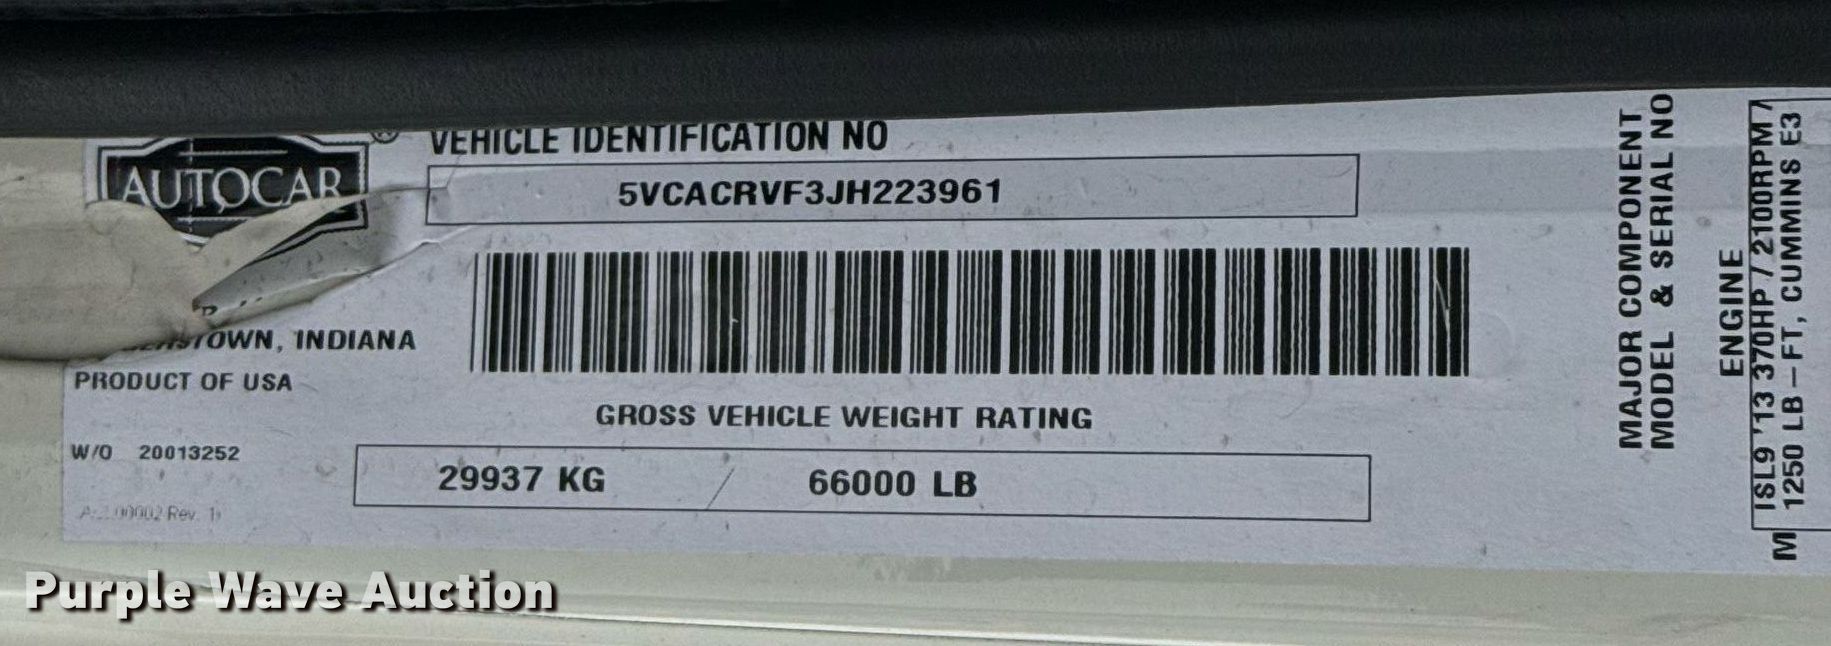 AUTOCAR
®
VEHICLE IDENTIFICATION NO
5VCACRVF3JH223961
INDIANA
PRODUCT OF USA
GROSS VEHICLE WEIGHT RATING
W/O 20013252
29937 KG / 66000 LB
Rev.
MAJOR COMPONENT
MODEL & SERIAL NO
ENGINE
ISL9 '13 370HP / 2100RPM
1250 LB-FT, CUMMINS E3
M
Purple Wave Auction